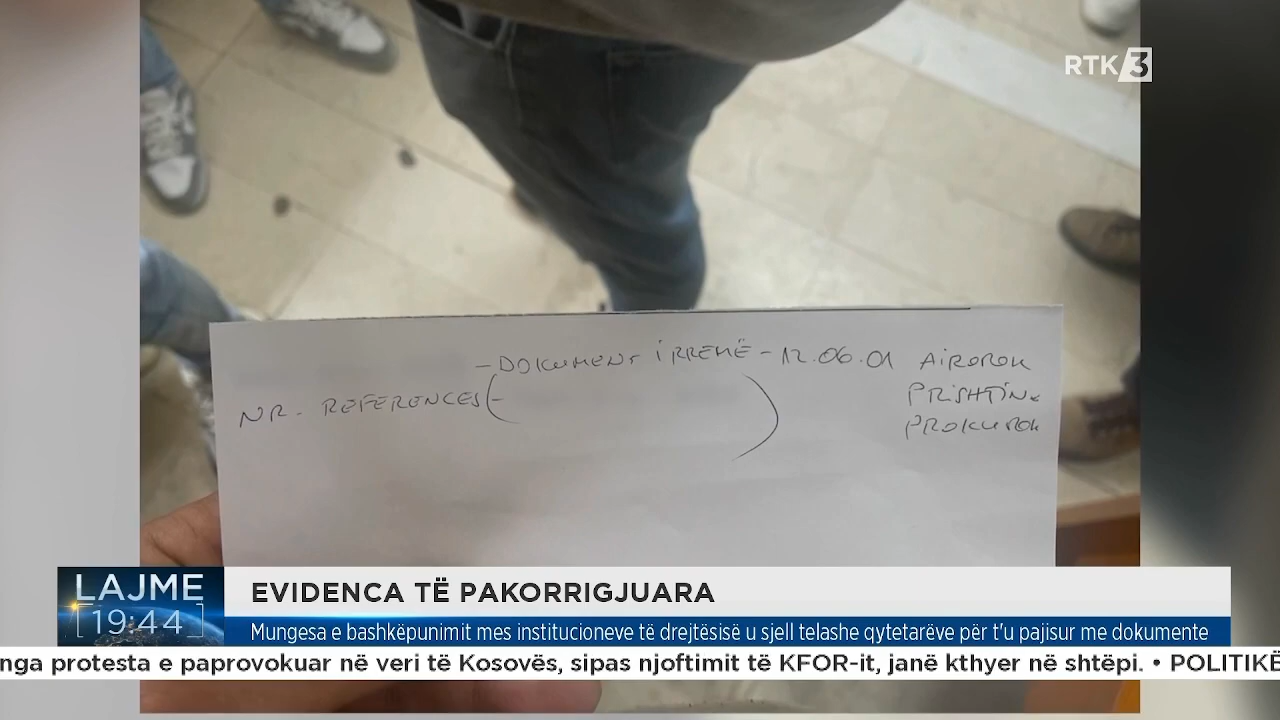 RTK 3
- DOKUMENT I RREMË - 12.06.01
NR. REFERENCES (-
PRISHTINË
PROKUROR
LAJME
19:44
EVIDENCA TË PAKORRIGJUARA
Mungesa e bashkëpunimit mes institucioneve të drejtësisë u sjell telashe qytetarëve për t'u pajisur me dokumente
nga protesta e paprovokuar në veri të Kosovës, sipas njoftimit të KFOR-it, janë kthyer në shtëpi. • POLITIKË